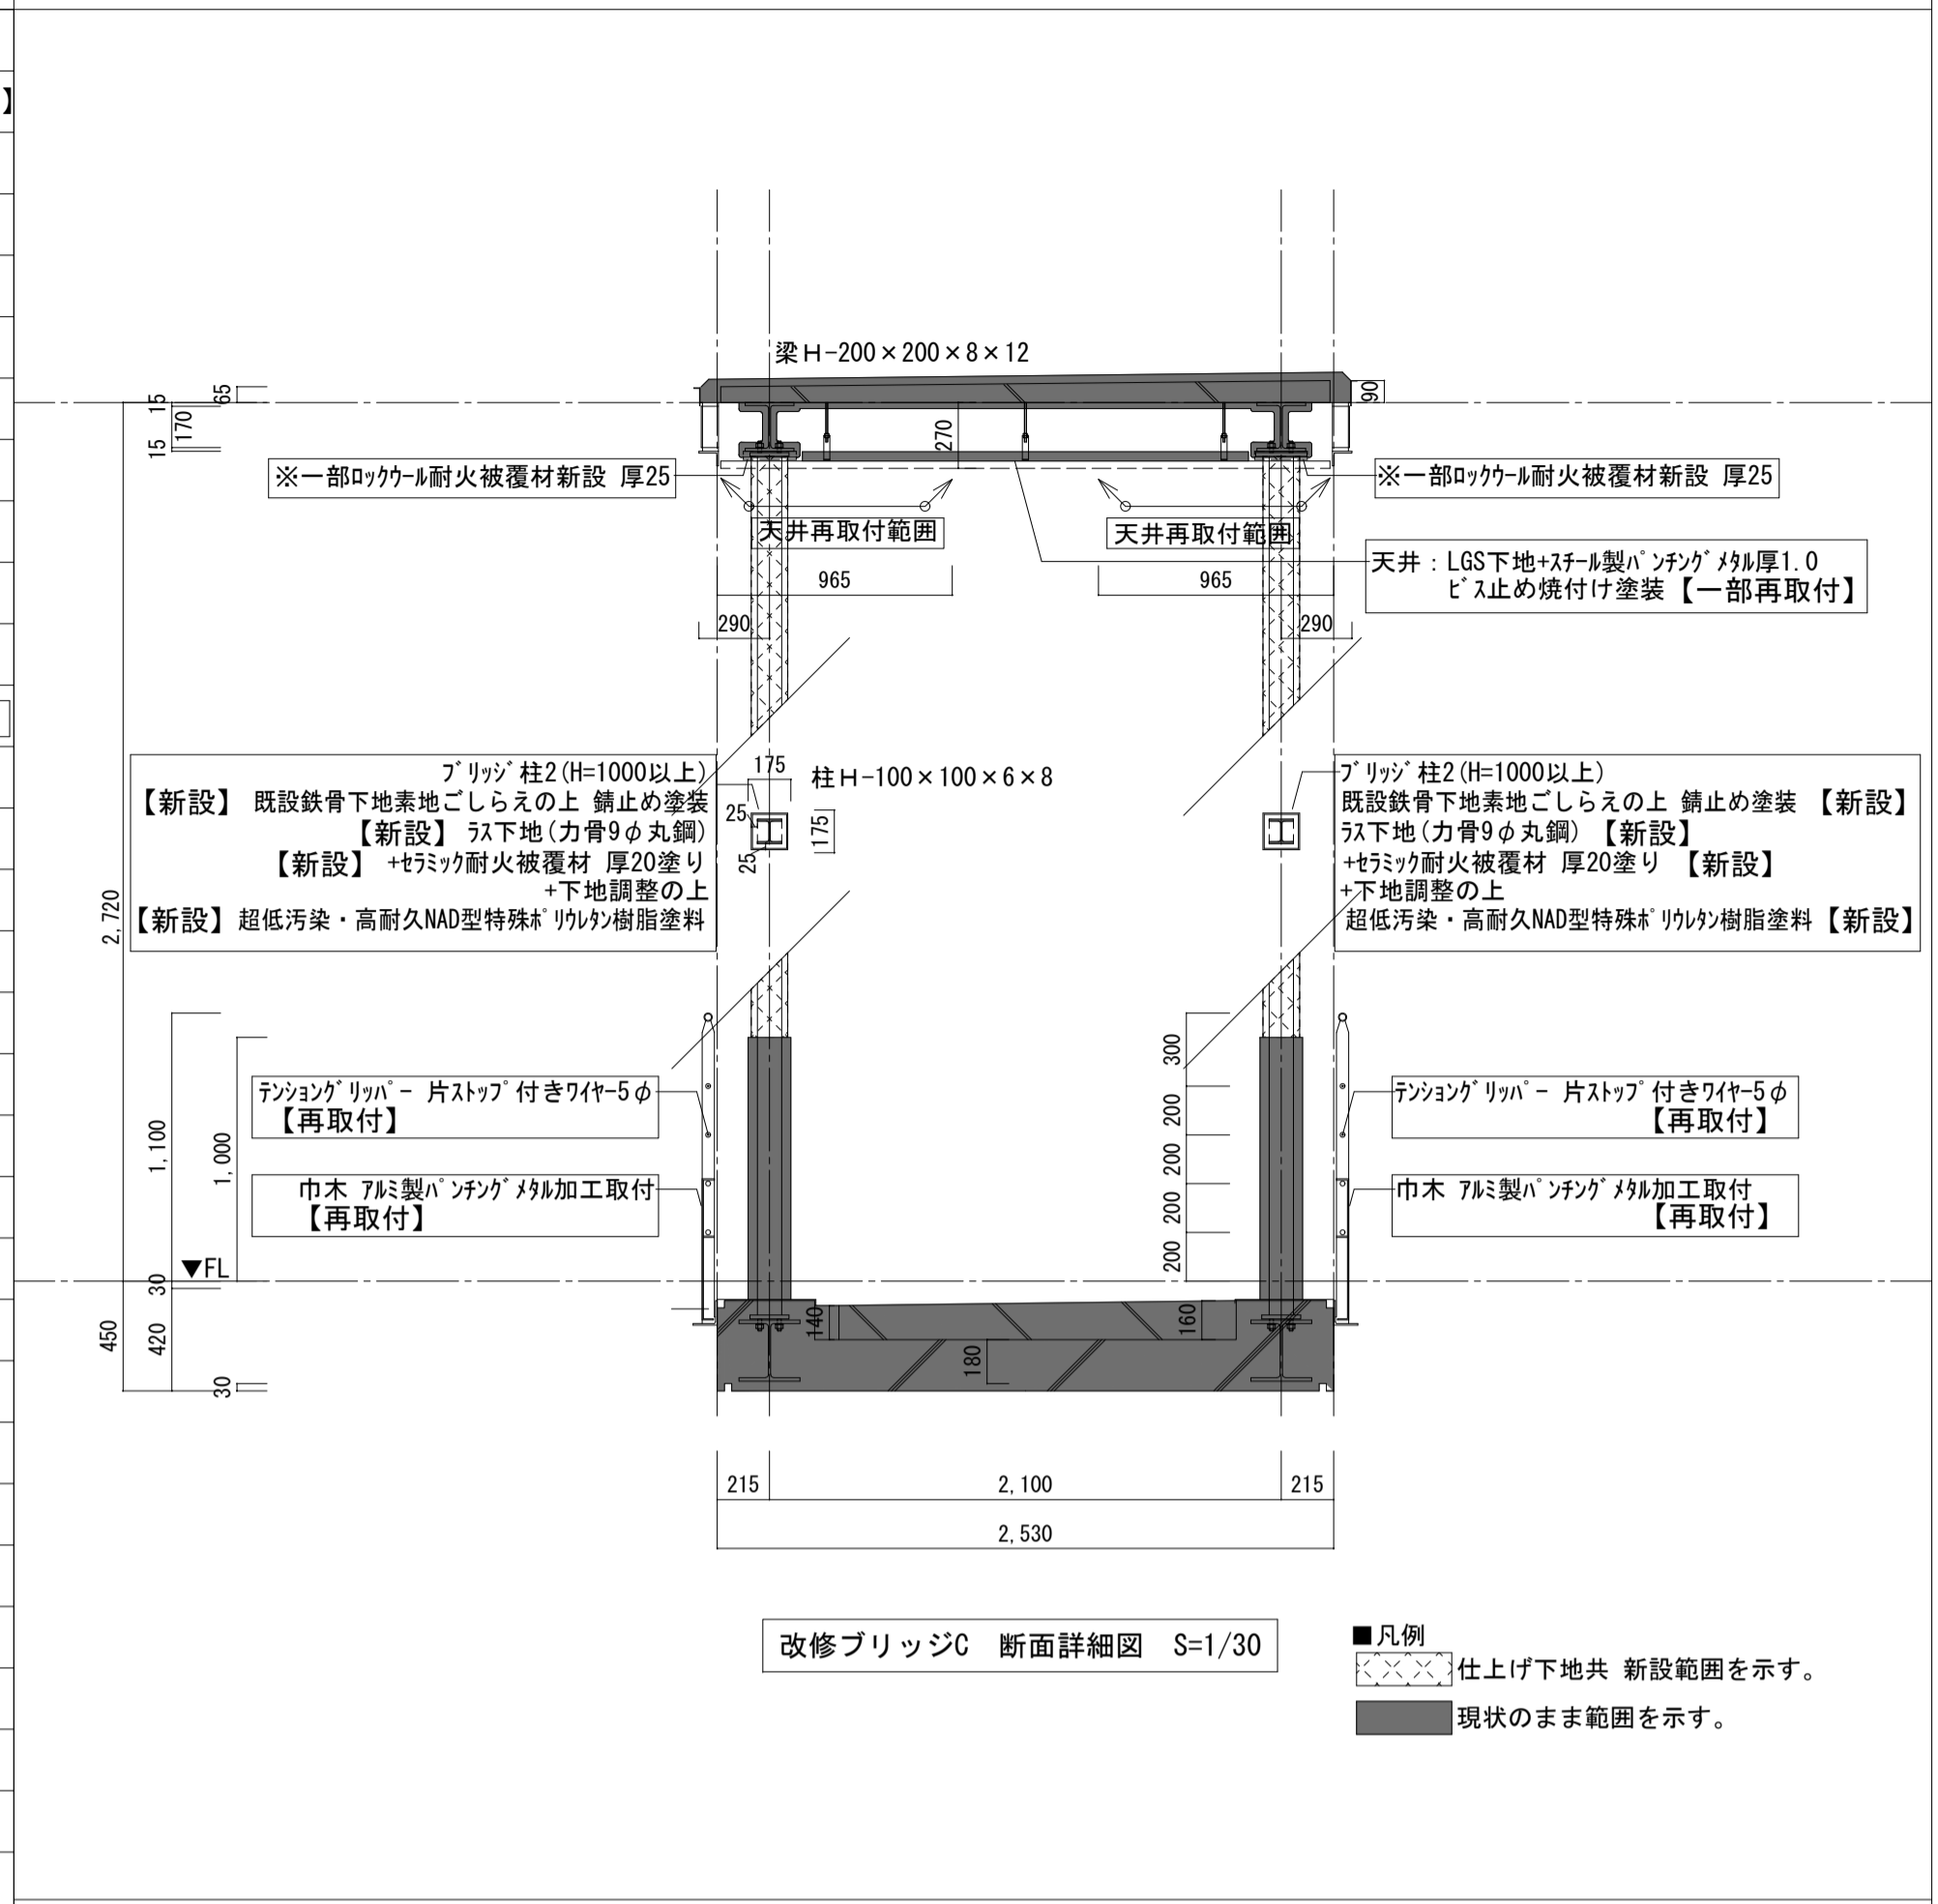 】
梁H-200×200×8×12
65
15
170
15
90
270
※一部ロックウール耐火被覆材新設 厚25
※一部ロックウール耐火被覆材新設 厚25
天井再取付範囲
天井再取付範囲
天井：LGS下地+スチール製パンチングメタル厚1.0
ビス止め焼付け塗装【一部再取付】
965
965
290
290
ブリッジ柱2(H=1000以上)
【新設】 既設鉄骨下地素地ごしらえの上 錆止め塗装
【新設】 ラス下地(力骨9φ丸鋼)
【新設】 +セラミック耐火被覆材 厚20塗り
+下地調整の上
【新設】超低汚染・高耐久NAD型特殊ポリウレタン樹脂塗料
175
柱H-100×100×6×8
25
175
25
ブリッジ柱2(H=1000以上)
既設鉄骨下地素地ごしらえの上 錆止め塗装 【新設】
ラス下地(力骨9φ丸鋼) 【新設】
+セラミック耐火被覆材 厚20塗り 【新設】
+下地調整の上
超低汚染・高耐久NAD型特殊ポリウレタン樹脂塗料【新設】
2,720
1,100
1,000
テンショングリッパー 片ストップ付きワイヤー5φ
【再取付】
巾木 アルミ製パンチングメタル加工取付
【再取付】
300
200
200
200
200
テンショングリッパー 片ストップ付きワイヤー5φ
【再取付】
巾木 アルミ製パンチングメタル加工取付
【再取付】
▼FL
30
450
420
30
140
160
180
215
2,100
215
2,530
改修ブリッジC 断面詳細図 S=1/30
■凡例
仕上げ下地共 新設範囲を示す。
現状のまま範囲を示す。